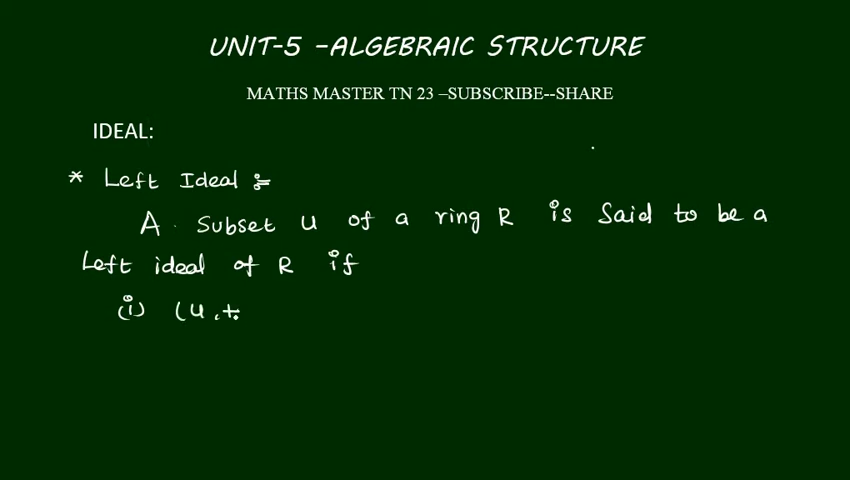 UNIT-5 -ALGEBRAIC STRUCTURE
MATHS MASTER TN 23 –SUBSCRIBE--SHARE
IDEAL:
* Left Ideal :=
A Subset U of a ring R is said to be a
Left ideal of R if
(i) (U,+